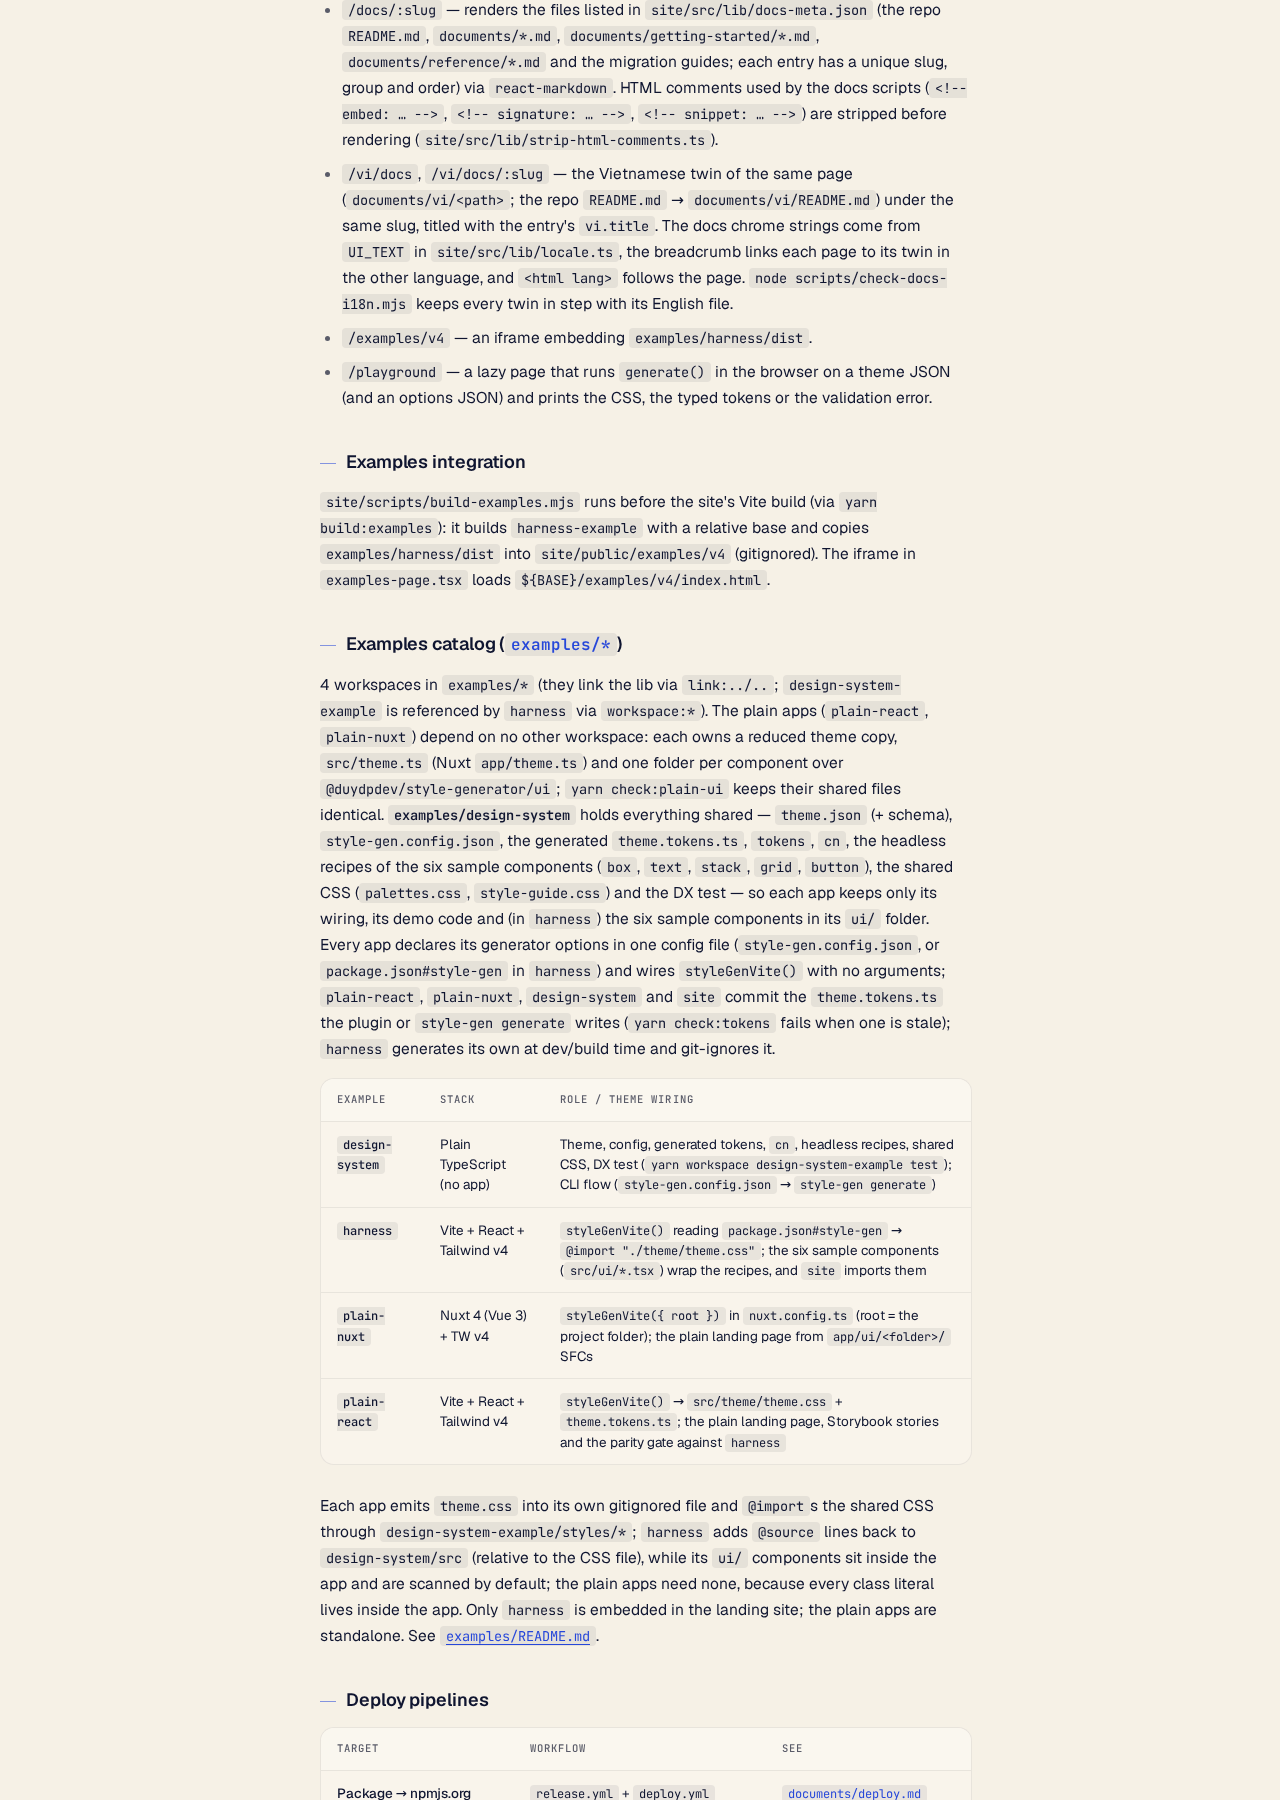 /docs/:slug — renders the files listed in site/src/lib/docs-meta.json (the repo
README.md, documents/*.md, documents/getting-started/*.md,
documents/reference/*.md and the migration guides; each entry has a unique slug,
group and order) via react-markdown. HTML comments used by the docs scripts (<!--
embed: … -->, <!-- signature: … -->, <!-- snippet: … -->) are stripped before
rendering (site/src/lib/strip-html-comments.ts).
/vi/docs, /vi/docs/:slug — the Vietnamese twin of the same page
(documents/vi/<path>; the repo README.md → documents/vi/README.md) under the
same slug, titled with the entry's vi.title. The docs chrome strings come from
UI_TEXT in site/src/lib/locale.ts, the breadcrumb links each page to its twin in
the other language, and <html lang> follows the page. node scripts/check-docs-
i18n.mjs keeps every twin in step with its English file.
/examples/v4 — an iframe embedding examples/harness/dist.
/playground — a lazy page that runs generate() in the browser on a theme JSON
(and an options JSON) and prints the CSS, the typed tokens or the validation error.
— Examples integration
site/scripts/build-examples.mjs runs before the site's Vite build (via yarn
build:examples): it builds harness-example with a relative base and copies
examples/harness/dist into site/public/examples/v4 (gitignored). The iframe in
examples-page.tsx loads ${BASE}/examples/v4/index.html.
— Examples catalog (examples/*)
4 workspaces in examples/* (they link the lib via link:../..; design-system-
example is referenced by harness via workspace:*). The plain apps (plain-react,
plain-nuxt) depend on no other workspace: each owns a reduced theme copy,
src/theme.ts (Nuxt app/theme.ts) and one folder per component over
@duydpdev/style-generator/ui; yarn check:plain-ui keeps their shared files
identical. examples/design-system holds everything shared — theme.json (+ schema),
style-gen.config.json, the generated theme.tokens.ts, tokens, cn, the headless
recipes of the six sample components (box, text, stack, grid, button), the shared
CSS (palettes.css, style-guide.css) and the DX test — so each app keeps only its
wiring, its demo code and (in harness) the six sample components in its ui/ folder.
Every app declares its generator options in one config file (style-gen.config.json, or
package.json#style-gen in harness) and wires styleGenVite() with no arguments;
plain-react, plain-nuxt, design-system and site commit the theme.tokens.ts
the plugin or style-gen generate writes (yarn check:tokens fails when one is stale);
harness generates its own at dev/build time and git-ignores it.
EXAMPLE STACK ROLE / THEME WIRING
design- Plain Theme, config, generated tokens, cn, headless recipes, shared
system TypeScript CSS, DX test (yarn workspace design-system-example test);
(no app) CLI flow (style-gen.config.json → style-gen generate)
harness Vite + React + styleGenVite() reading package.json#style-gen →
Tailwind v4 @import "./theme/theme.css"; the six sample components
(src/ui/*.tsx) wrap the recipes, and site imports them
plain- Nuxt 4 (Vue 3) styleGenVite({ root }) in nuxt.config.ts (root = the
nuxt + TW v4 project folder); the plain landing page from app/ui/<folder>/
SFCs
plain- Vite + React + styleGenVite() → src/theme/theme.css +
react Tailwind v4 theme.tokens.ts; the plain landing page, Storybook stories
and the parity gate against harness
Each app emits theme.css into its own gitignored file and @imports the shared CSS
through design-system-example/styles/*; harness adds @source lines back to
design-system/src (relative to the CSS file), while its ui/ components sit inside the
app and are scanned by default; the plain apps need none, because every class literal
lives inside the app. Only harness is embedded in the landing site; the plain apps are
standalone. See examples/README.md.
— Deploy pipelines
TARGET WORKFLOW SEE
Package → npmjs.org release.yml + deploy.yml documents/deploy.md